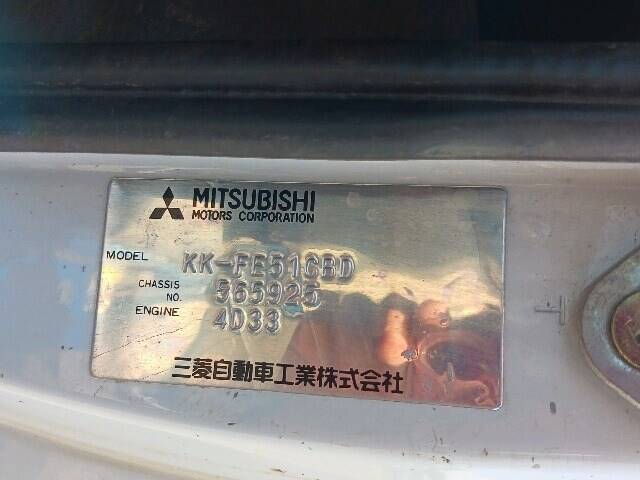 MITSUBISHI
MOTORS CORPORATION
MODEL KK-FE51CBD
CHASSIS NO. 565925
ENGINE 4D33
三菱自動車工業株式会社